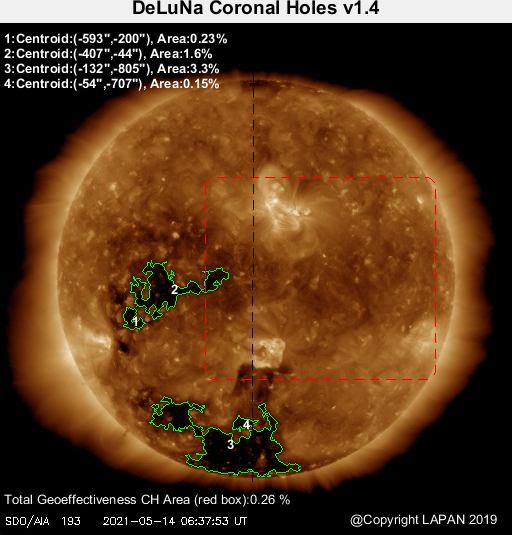 DeLuNa Coronal Holes v1.4
1:Centroid:(-593",-200"), Area:0.23%
2:Centroid:(-407",-44"), Area:1.6%
3:Centroid:(-132",-805"), Area:3.3%
4:Centroid:(-54",-707"), Area:0.15%
2
1
4
3
Total Geoeffectiveness CH Area (red box):0.26 %
SDO/AIA 193 2021-05-14 06:37:53 UT
@Copyright LAPAN 2019